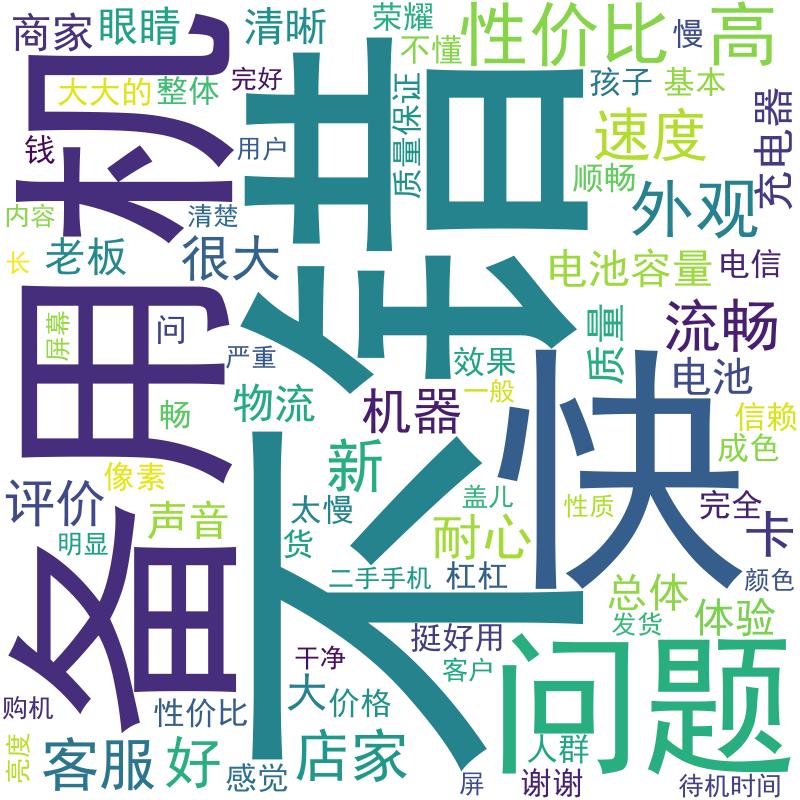 商家
眼睛
清晰
荣耀
不懂
性价比
慢
高
大大的
整体
完好
孩子
基本
备用机
不错
质量保证
速度
充电器
钱
用户
顺畅
内容
清楚
外观
长
老板
很大
电池容量
电信
屏幕
问
严重
效果
质量
流畅
物流
机器
一般
电池
畅
快
信赖
像素
新
成色
评价
声音
太慢
盖儿
性质
完全
卡
明显
货
耐心
二手手机
杠杠
总体
颜色
挺好用
发货
体验
干净
客户
问题
购机
性价比
大
价格
亮度
客服
好
感觉
店家
屏
人群
谢谢
待机时间